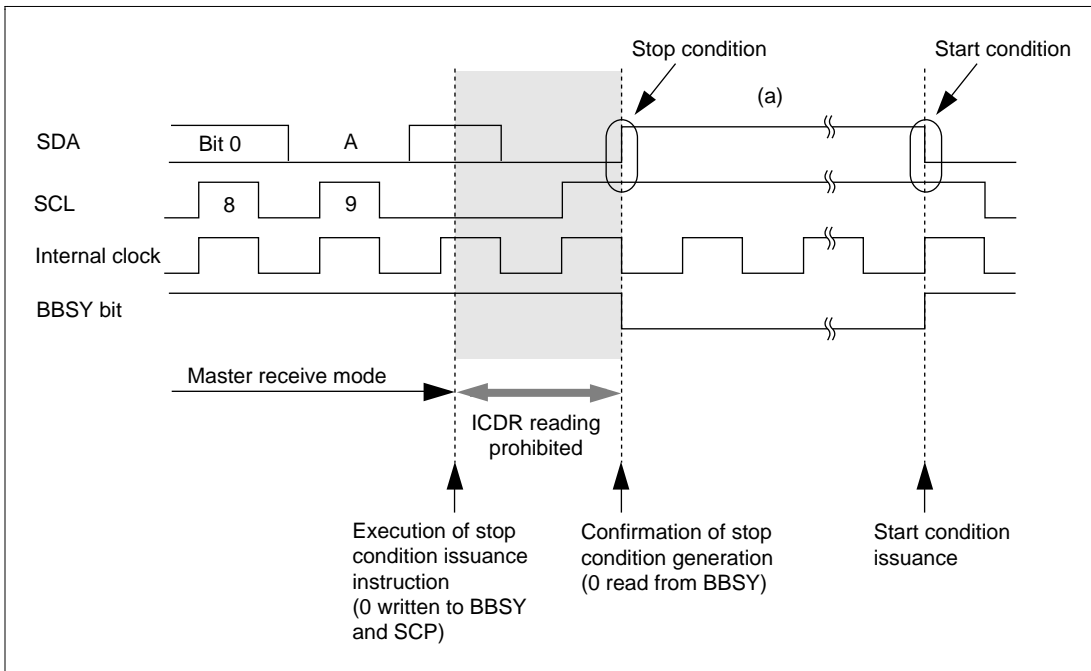 Stop condition
Start condition
(a)
SDA
Bit 0
A
SCL
8
9
Internal clock
BBSY bit
Master receive mode
ICDR reading
prohibited
Execution of stop
condition issuance
instruction
(0 written to BBSY
and SCP)
Confirmation of stop
condition generation
(0 read from BBSY)
Start condition
issuance